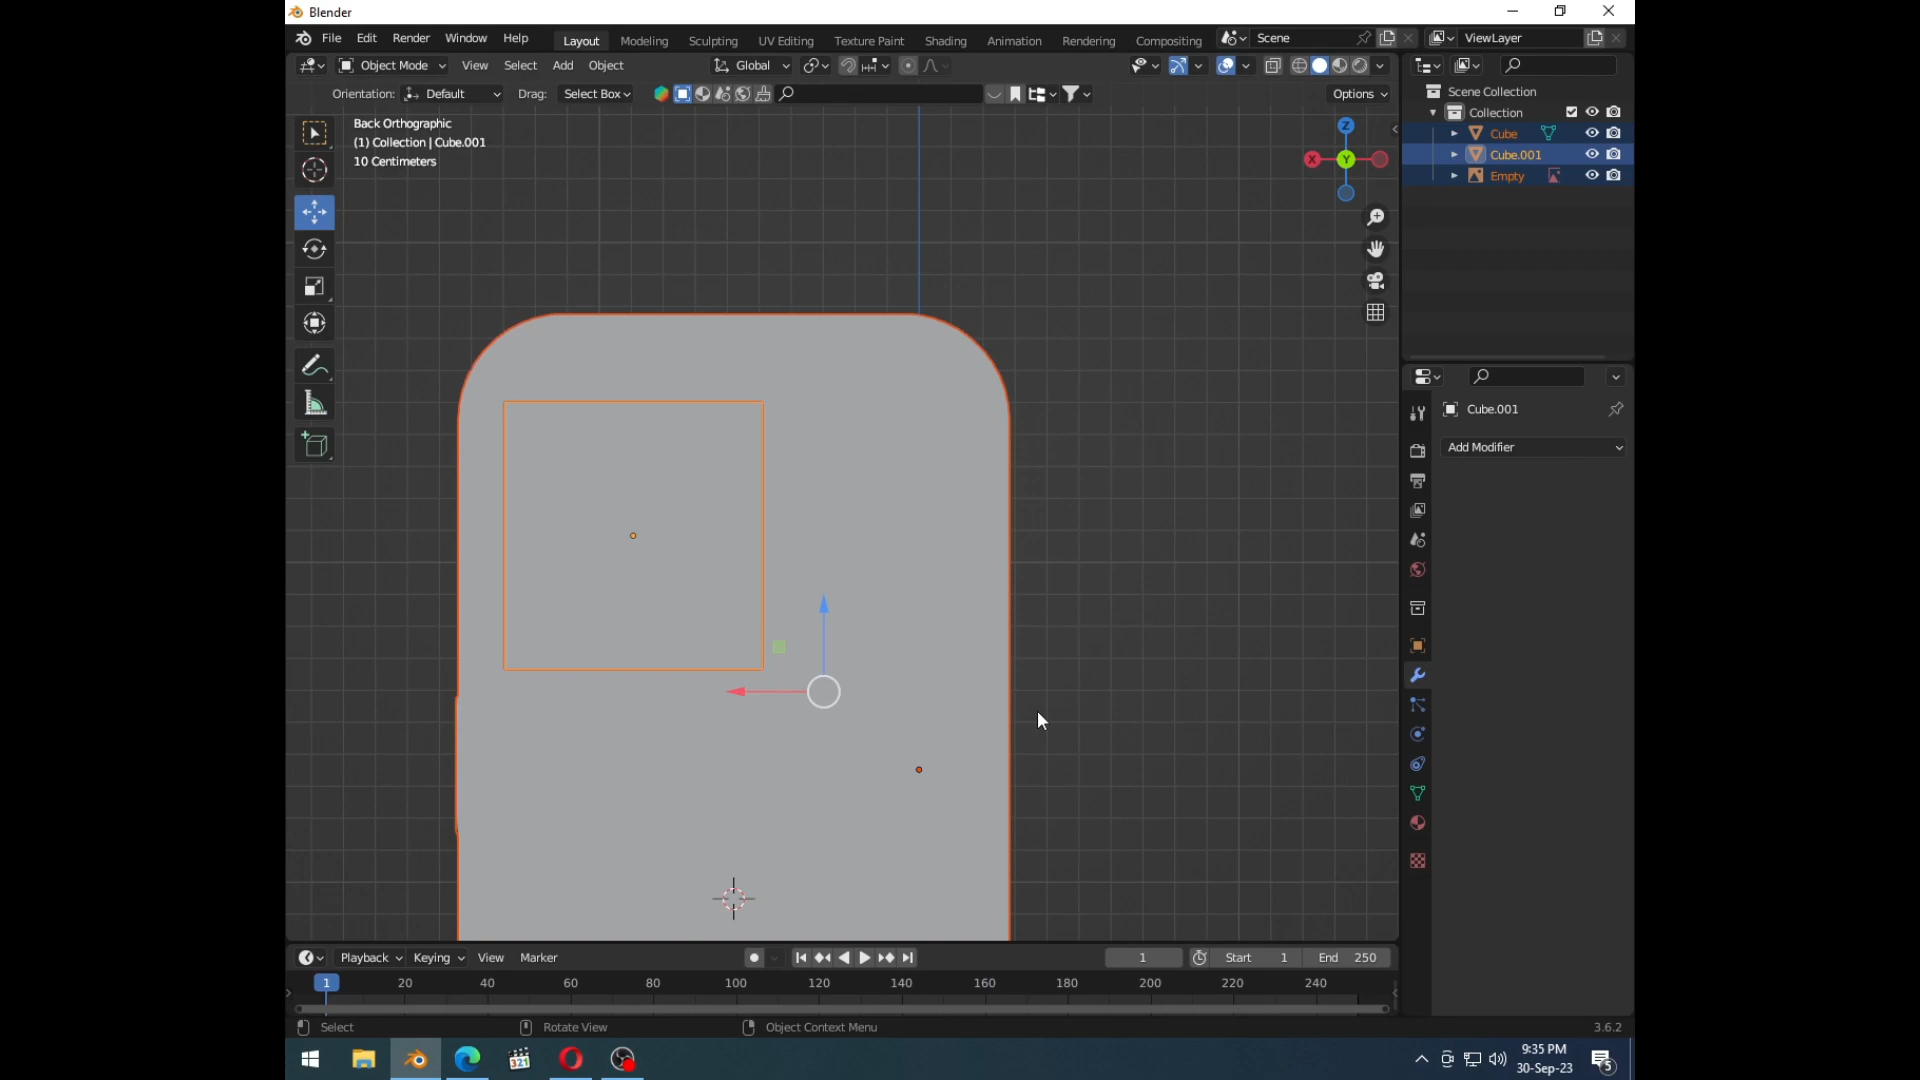 Blender
File Edit Render Window Help Layout Modeling Sculpting UV Editing Texture Paint Shading Animation Rendering Compositing Scene ViewLayer
Object Mode View Select Add Object Global
Orientation: Default Drag: Select Box Options
Back Orthographic
(1) Collection | Cube.001
10 Centimeters
Z
X
Y
Scene Collection
Collection
Cube
Cube.001
Empty
Cube.001
Add Modifier
Playback Keying View Marker 1 Start 1 End 250
1 20 40 60 80 100 120 140 160 180 200 220 240
Select Rotate View Object Context Menu 3.6.2
321
9:35 PM
30-Sep-23
5